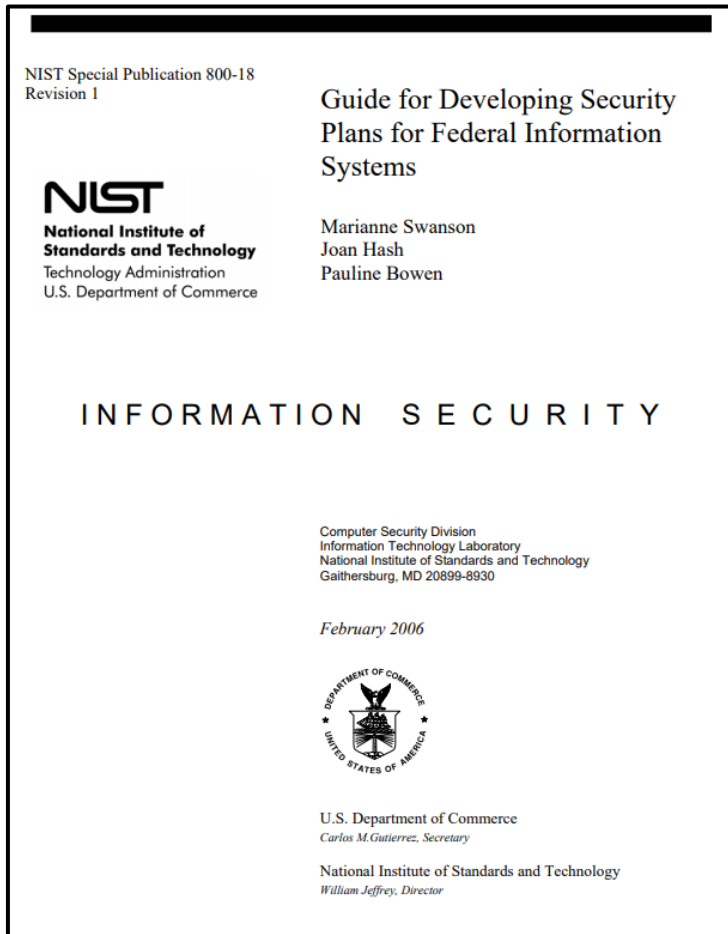 NIST Special Publication 800-18
Revision 1
Guide for Developing Security
Plans for Federal Information
Systems
NIST
National Institute of
Standards and Technology
Technology Administration
U.S. Department of Commerce
Marianne Swanson
Joan Hash
Pauline Bowen
INFORMATION SECURITY
Computer Security Division
Information Technology Laboratory
National Institute of Standards and Technology
Gaithersburg, MD 20899-8930
February 2006
DEPARTMENT OF COMMERCE
UNITED STATES OF AMERICA
U.S. Department of Commerce
Carlos M.Gutierrez, Secretary
National Institute of Standards and Technology
William Jeffrey, Director